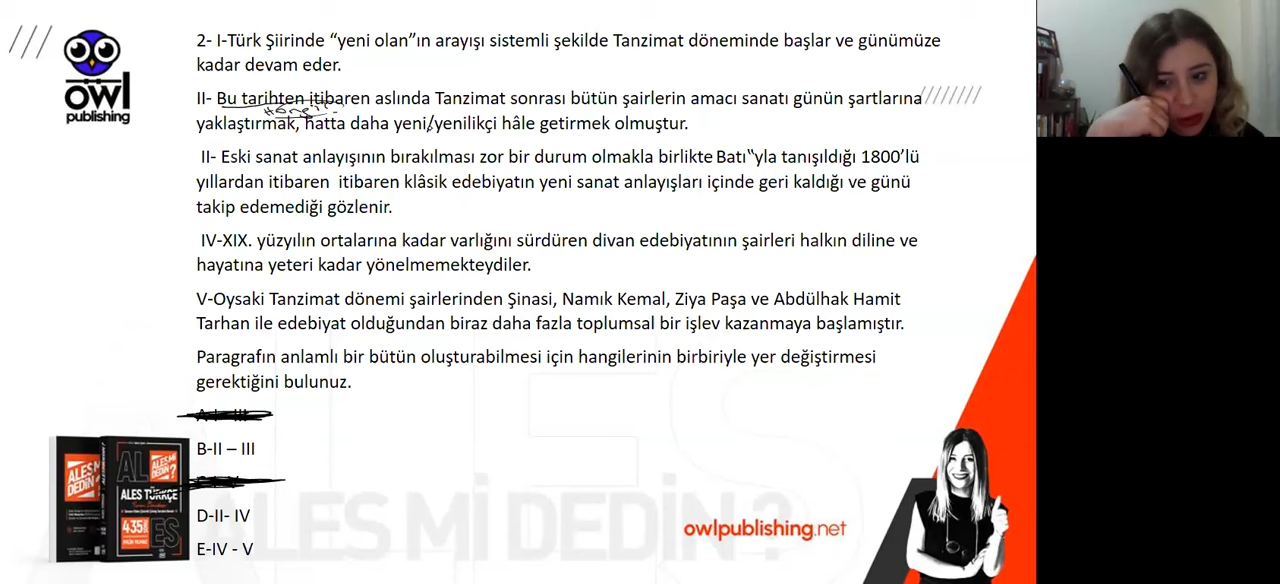 owl
publishing
2- I-Türk Şiirinde “yeni olan”ın arayışı sistemli şekilde Tanzimat döneminde başlar ve günümüze
kadar devam eder.
II- Bu tarihten itibaren aslında Tanzimat sonrası bütün şairlerin amacı sanatı günün şartlarına
yaklaştırmak, hatta daha yeni/yenilikçi hâle getirmek olmuştur.
II- Eski sanat anlayışının bırakılması zor bir durum olmakla birlikte Batı‟yla tanışıldığı 1800’lü
yıllardan itibaren itibaren klâsik edebiyatın yeni sanat anlayışları içinde geri kaldığı ve günü
takip edemediği gözlenir.
IV-XIX. yüzyılın ortalarına kadar varlığını sürdüren divan edebiyatının şairleri halkın diline ve
hayatına yeteri kadar yönelmemekteydiler.
V-Oysaki Tanzimat dönemi şairlerinden Şinasi, Namık Kemal, Ziya Paşa ve Abdülhak Hamit
Tarhan ile edebiyat olduğundan biraz daha fazla toplumsal bir işlev kazanmaya başlamıştır.
Paragrafın anlamlı bir bütün oluşturabilmesi için hangilerinin birbiriyle yer değiştirmesi
gerektiğini bulunuz.
B-II – III
D-II- IV
E-IV - V
ALES Mİ DEDİN ?
ALES Mİ
DEDİN?
ALES TÜRKÇE
435
owlpublishing.net